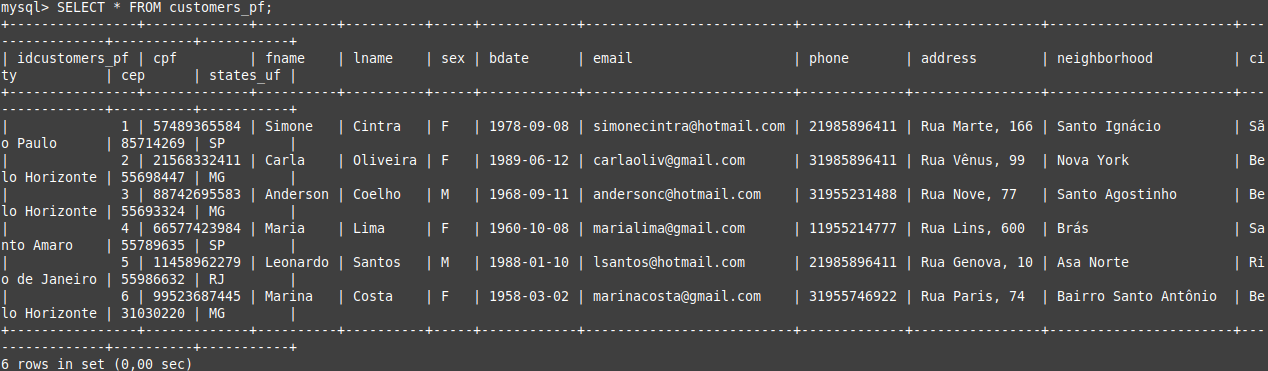 mysql> SELECT * FROM customers_pf;
+----------------+-------------+----------+-----------+-----+------------+--------------------------+-------------+----------------+-----------------------+---
-------------+----------+-----------+
| idcustomers_pf | cpf         | fname    | lname     | sex | bdate      | email                    | phone       | address        | neighborhood          | ci
ty           | cep      | states_uf |
+----------------+-------------+----------+-----------+-----+------------+--------------------------+-------------+----------------+-----------------------+---
-------------+----------+-----------+
|              1 | 57489365584 | Simone   | Cintra    | F   | 1978-09-08 | simonecintra@hotmail.com | 21985896411 | Rua Marte, 166 | Santo Ignácio         | Sã
o Paulo      | 85714269 | SP        |
|              2 | 21568332411 | Carla    | Oliveira  | F   | 1989-06-12 | carlaoliv@gmail.com      | 31985896411 | Rua Vênus, 99  | Nova York             | Be
lo Horizonte | 55698447 | MG        |
|              3 | 88742695583 | Anderson | Coelho    | M   | 1968-09-11 | andersonc@hotmail.com    | 31955231488 | Rua Nove, 77   | Santo Agostinho       | Be
lo Horizonte | 55693324 | MG        |
|              4 | 66577423984 | Maria    | Lima      | F   | 1960-10-08 | marialima@gmail.com      | 11955214777 | Rua Lins, 600  | Brás                  | Sa
nto Amaro    | 55789635 | SP        |
|              5 | 11458962279 | Leonardo | Santos    | M   | 1988-01-10 | lsantos@hotmail.com      | 21985896411 | Rua Genova, 10 | Asa Norte             | Ri
o de Janeiro | 55986632 | RJ        |
|              6 | 99523687445 | Marina   | Costa     | F   | 1958-03-02 | marinacosta@gmail.com    | 31955746922 | Rua Paris, 74  | Bairro Santo Antônio  | Be
lo Horizonte | 31030220 | MG        |
+----------------+-------------+----------+-----------+-----+------------+--------------------------+-------------+----------------+-----------------------+---
-------------+----------+-----------+
6 rows in set (0,00 sec)